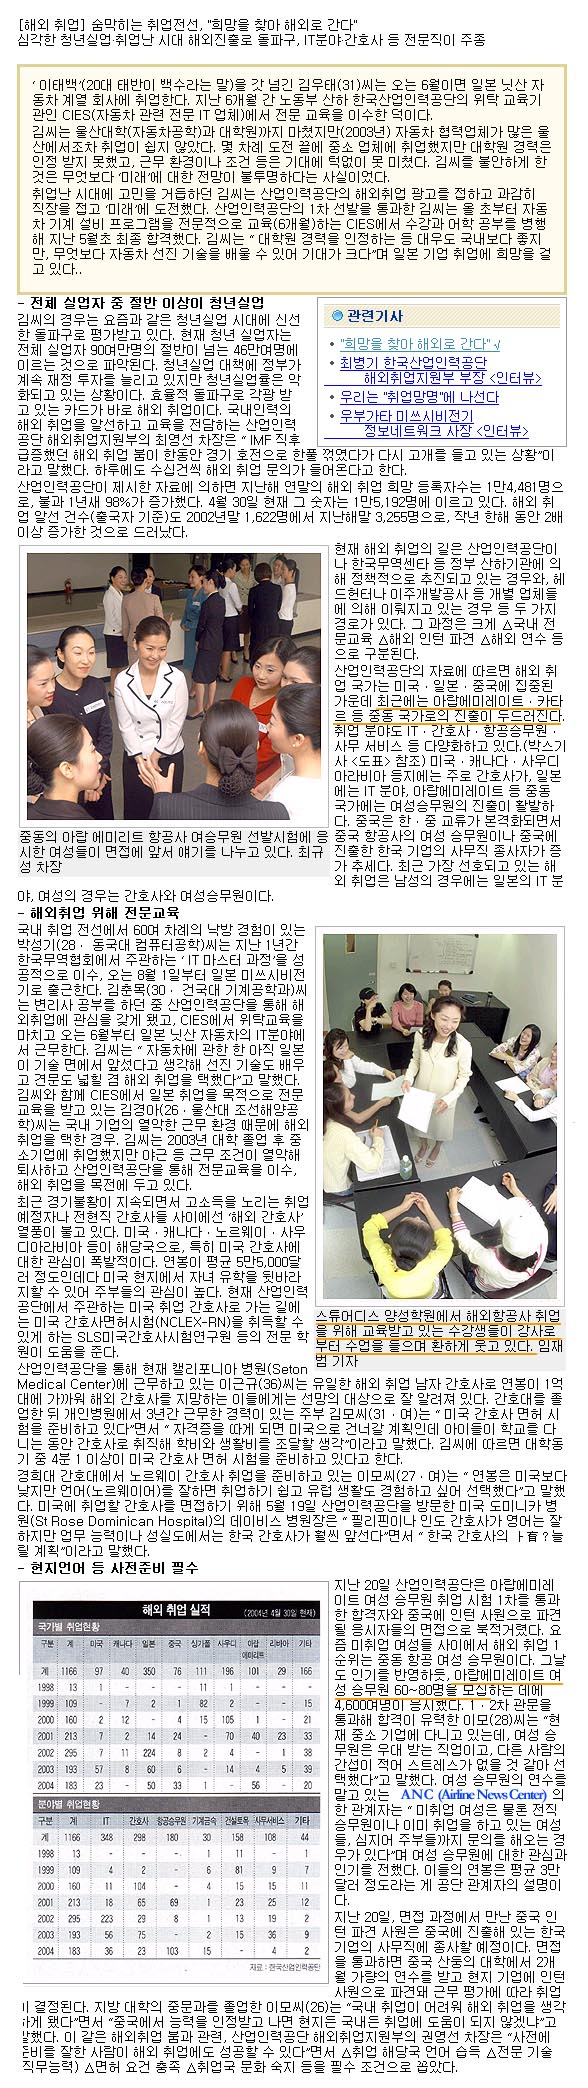 [해외 취업] 숨막히는 취업전선, "희망을 찾아 해외로 간다"
심각한 청년실업·취업난 시대 해외진출로 돌파구, IT분야·간호사 등 전문직이 주종
‘ 이태백’(20대 태반이 백수라는 말)을 갓 넘긴 김우태(31)씨는 오는 6월이면 일본 닛산 자
동차 계열 회사에 취업한다. 지난 6개월 간 노동부 산하 한국산업인력공단의 위탁 교육기
관인 CIES(자동차 관련 전문 IT 업체)에서 전문 교육을 이수한 덕이다.
김씨는 울산대학(자동차공학)과 대학원까지 마쳤지만(2003년) 자동차 협력업체가 많은 울
산에서조차 취업이 쉽지 않았다. 몇 차례 도전 끝에 중소 업체에 취업했지만 대학원 경력은
인정 받지 못했고, 근무 환경이나 조건 등은 기대에 턱없이 못 미쳤다. 김씨를 불안하게 한
것은 무엇보다 ‘미래’에 대한 전망이 불투명하다는 사실이었다.
취업난 시대에 고민을 거듭하던 김씨는 산업인력공단의 해외취업 광고를 접하고 과감히
직장을 접고 ‘미래’에 도전했다. 산업인력공단의 1차 선발을 통과한 김씨는 올 초부터 자동
차 기계 설비 프로그램을 전문적으로 교육(6개월)하는 CIES에서 수강과 어학 공부를 병행
해 지난 5월초 최종 합격했다. 김씨는 “ 대학원 경력을 인정하는 등 대우도 국내보다 좋지
만, 무엇보다 자동차 선진 기술을 배울 수 있어 기대가 크다”며 일본 기업 취업에 희망을 걸
고 있다..
- 전체 실업자 중 절반 이상이 청년실업
김씨의 경우는 요즘과 같은 청년실업 시대에 신선
한 돌파구로 평가받고 있다. 현재 청년 실업자는
전체 실업자 90여만명의 절반이 넘는 46만여명에
이르는 것으로 파악된다. 청년실업 대책에 정부가
계속 재정 투자를 늘리고 있지만 청년실업률은 악
화되고 있는 상황이다. 효율적 돌파구로 각광 받
고 있는 카드가 바로 해외 취업이다. 국내인력의
해외 취업을 알선하고 교육을 전담하는 산업인력
공단 해외취업지원부의 최영선 차장은 “ IMF 직후
급증했던 해외 취업 붐이 한동안 경기 호전으로 한풀 꺾였다가 다시 고개를 들고 있는 상황”이
라고 말했다. 하루에도 수십건씩 해외 취업 문의가 들어온다고 한다.
관련기사
• "희망을 찾아 해외로 간다" √
• 최병기 한국산업인력공단
해외취업지원부 부장 <인터뷰>
• 우리는 "취업망명"에 나선다
• 우부가타 미쓰시비전기
정보네트워크 사장 <인터뷰>
산업인력공단이 제시한 자료에 의하면 지난해 연말의 해외 취업 희망 등록자수는 1만4,481명으
로, 불과 1년새 98%가 증가했다. 4월 30일 현재 그 숫자는 1만5,192명에 이르고 있다. 해외 취
업 알선 건수(출국자 기준)도 2002년말 1,622명에서 지난해말 3,255명으로, 작년 한해 동안 2배
이상 증가한 것으로 드러났다.
현재 해외 취업의 길은 산업인력공단이
나 한국무역센타 등 정부 산하기관에 의
해 정책적으로 추진되고 있는 경우와, 헤
드헌터나 이주개발공사 등 개별 업체들
에 의해 이뤄지고 있는 경우 등 두 가지
경로가 있다. 그 과정은 크게 △국내 전
문교육 △해외 인턴 파견 △해외 연수 등
으로 구분된다.
산업인력공단의 자료에 따르면 해외 취
업 국가는 미국ㆍ일본ㆍ중국에 집중된
가운데 최근에는 아랍에미레이트ㆍ카타
르 등 중동 국가로의 진출이 두드러진다.
취업 분야도 ITㆍ간호사ㆍ항공승무원ㆍ
사무 서비스 등 다양화하고 있다.(박스기
사 <도표> 참조) 미국ㆍ캐나다ㆍ사우디
아라비아 등지에는 주로 간호사가, 일본
에는 IT 분야, 아랍에미레이트 등 중동
국가에는 여성승무원의 진출이 활발하
다. 중국은 한ㆍ중 교류가 본격화되면서
중국 항공사의 여성 승무원이나 중국에
진출한 한국 기업의 사무직 종사자가 증
가 추세다. 최근 가장 선호되고 있는 해
외 취업은 남성의 경우에는 일본의 IT 분
중동의 아랍 에미리트 항공사 여승무원 선발시험에 응
시한 여성들이 면접에 앞서 얘기를 나누고 있다. 최규
성 차장
야, 여성의 경우는 간호사와 여성승무원이다.
- 해외취업 위해 전문교육
국내 취업 전선에서 60여 차례의 낙방 경험이 있는
박성기(28ㆍ 동국대 컴퓨터공학)씨는 지난 1년간
한국무역협회에서 주관하는 ‘ IT 마스터 과정’을 성
공적으로 이수, 오는 8월 1일부터 일본 미쓰시비전
기로 출근한다. 김춘목(30ㆍ 건국대 기계공학과)씨
는 변리사 공부를 하던 중 산업인력공단을 통해 해
외취업에 관심을 갖게 됐고, CIES에서 위탁교육을
마치고 오는 6월부터 일본 닛산 자동차의 IT분야에
서 근무한다. 김씨는 “ 자동차에 관한 한 아직 일본
이 기술 면에서 앞섰다고 생각해 선진 기술도 배우
고 견문도 넓힐 겸 해외 취업을 택했다”고 말했다.
김씨와 함께 CIES에서 일본 취업을 목적으로 전문
교육을 받고 있는 김경아(26ㆍ울산대 조선해양공
학)씨는 국내 기업의 열악한 근무 환경 때문에 해외
취업을 택한 경우. 김씨는 2003년 대학 졸업 후 중
소기업에 취업했지만 야근 등 근무 조건이 열악해
퇴사하고 산업인력공단을 통해 전문교육을 이수,
해외 취업을 목전에 두고 있다.
최근 경기불황이 지속되면서 고소득을 노리는 취업
예정자나 전현직 간호사들 사이에선 ‘해외 간호사’
열풍이 불고 있다. 미국ㆍ캐나다ㆍ노르웨이ㆍ사우
디아라비아 등이 해당국으로, 특히 미국 간호사에
대한 관심이 폭발적이다. 연봉이 평균 5만5,000달
러 정도인데다 미국 현지에서 자녀 유학을 뒷바라
지할 수 있어 주부들의 관심이 높다. 현재 산업인력
공단에서 주관하는 미국 취업 간호사로 가는 길에
는 미국 간호사면허시험(NCLEX-RN)을 취득할 수
있게 하는 SLS미국간호사시험연구원 등의 전문 학
원이 도움을 준다.
스튜어디스 양성학원에서 해외항공사 취업
을 위해 교육받고 있는 수강생들이 강사로
부터 수업을 들으며 환하게 웃고 있다. 임재
범 기자
산업인력공단을 통해 현재 캘리포니아 병원(Seton
Medical Center)에 근무하고 있는 이근규(36)씨는 유일한 해외 취업 남자 간호사로 연봉이 1억
대에 가까워 해외 간호사를 지망하는 이들에게는 선망의 대상으로 잘 알려져 있다. 간호대를 졸
업한 뒤 개인병원에서 3년간 근무한 경력이 있는 주부 김모씨(31ㆍ여)는 “ 미국 간호사 면허 시
험을 준비하고 있다”면서 “ 자격증을 따게 되면 미국으로 건너갈 계획인데 아이들이 학교를 다
니는 동안 간호사로 취직해 학비와 생활비를 조달할 생각”이라고 말했다. 김씨에 따르면 대학동
기 중 4분 1 이상이 미국 간호사 면허 시험을 준비하고 있다고 한다.
경희대 간호대에서 노르웨이 간호사 취업을 준비하고 있는 이모씨(27ㆍ여)는 “ 연봉은 미국보다
낮지만 언어(노르웨이어)를 잘하면 취업하기 쉽고 유럽 생활도 경험하고 싶어 선택했다”고 말했
다. 미국에 취업할 간호사를 면접하기 위해 5월 19일 산업인력공단을 방문한 미국 도미니카 병
원(St Rose Dominican Hospital)의 데이비스 병원장은 “ 필리핀이나 인도 간호사가 영어는 잘
하지만 업무 능력이나 성실도에서는 한국 간호사가 훨씬 앞선다”면서 “ 한국 간호사의 ㅏ育？늘
릴 계획”이라고 말했다.
- 현지언어 등 사전준비 필수
지난 20일 산업인력공단은 아랍에미레
이트 여성 승무원 취업 시험 1차를 통과
한 합격자와 중국에 인턴 사원으로 파견
될 응시자들의 면접으로 북적거렸다. 요
즘 미취업 여성들 사이에서 해외 취업 1
순위는 중동 항공 여성 승무원이다. 그날
도 인기를 반영하듯, 아랍에미레이트 여
성 승무원 60~80명을 모집하는 데에
4,600여명이 응시했다. 1ㆍ2차 관문을
통과해 합격이 유력한 이모(28)씨는 “현
재 중소 기업에 다니고 있는데, 여성 승
무원은 우대 받는 직업이고, 다른 사람의
간섭이 적어 스트레스가 없을 것 같아 선
택했다”고 말했다. 여성 승무원의 연수를
맡고 있는 ANC (Airline News Center) 의
한 관계자는 “ 미취업 여성은 물론 전직
승무원이나 이미 취업을 하고 있는 여성
들, 심지어 주부들까지 문의를 해오는 경
우가 있다”며 여성 승무원에 대한 관심과
인기를 전했다. 이들의 연봉은 평균 3만
달러 정도라는 게 공단 관계자의 설명이
다.
지난 20일, 면접 과정에서 만난 중국 인
턴 파견 사원은 중국에 진출해 있는 한국
기업의 사무직에 종사할 예정이다. 면접
을 통과하면 중국 산동의 대학에서 2개
월 가량의 연수를 받고 현지 기업에 인턴
사원으로 파견돼 근무 평가에 따라 취업
해외 취업 실적 (2004년 4월 30일 현재)
국가별 취업현황
구분 계 미국 캐나다 일본 중국 싱가폴 사우디 아랍에미레이트 리비아 기타
계 1166 97 40 350 76 111 196 101 29 166
1998 13 1 - - - 11 1 - - -
1999 109 - 7 2 1 82 2 - - 15
2000 160 2 12 - 4 15 105 1 - 21
2001 213 7 2 14 24 - 70 40 23 33
2002 295 7 11 224 8 2 4 - 1 38
2003 193 57 8 60 6 - 14 4 5 39
2004 183 23 - 50 33 1 - 56 - 20
분야별 취업현황
구분 계 IT 간호사 항공승무원 기계금속 건설토목 사무서비스 기타
계 1166 348 298 180 30 158 108 44
1998 13 - 1 - - 11 - 1
1999 109 4 2 - 6 81 9 7
2000 160 11 104 - 4 15 15 11
2001 213 18 65 69 1 23 25 12
2002 295 223 29 8 1 13 19 2
2003 193 56 75 - 2 15 36 9
2004 183 36 23 103 15 - 4 2
자료 : 한국산업인력공단
이 결정된다. 지방 대학의 중문과를 졸업한 이모씨(26)는 “국내 취업이 어려워 해외 취업을 생각
하게 됐다”면서 “중국에서 능력을 인정받고 나면 현지든 국내든 취업에 도움이 되지 않겠냐”고
말했다. 이 같은 해외취업 붐과 관련, 산업인력공단 해외취업지원부의 권영선 차장은 “사전에
준비를 잘한 사람이 해외 취업에도 성공할 수 있다”면서 △취업 해당국 언어 습득 △전문 기술
(직무능력) △면허 요건 충족 △취업국 문화 숙지 등을 필수 조건으로 꼽았다.